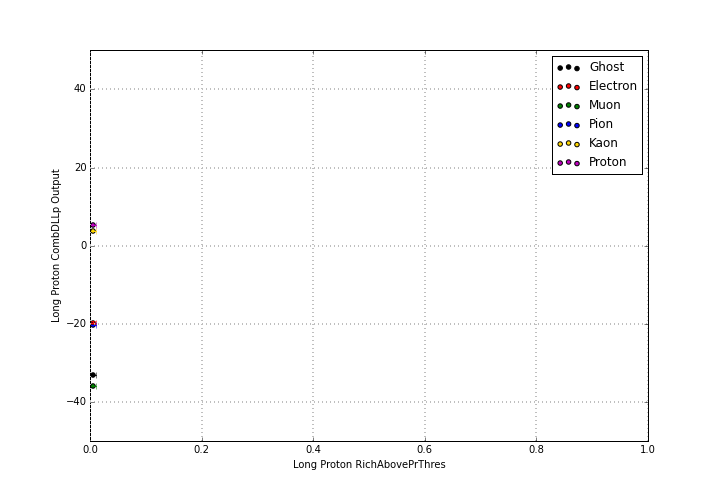 Ghost
Electron
Muon
Pion
Kaon
Proton
40
20
0
−20
−40
Long Proton CombDLLp Output
0.0 0.2 0.4 0.6 0.8 1.0
Long Proton RichAbovePrThres